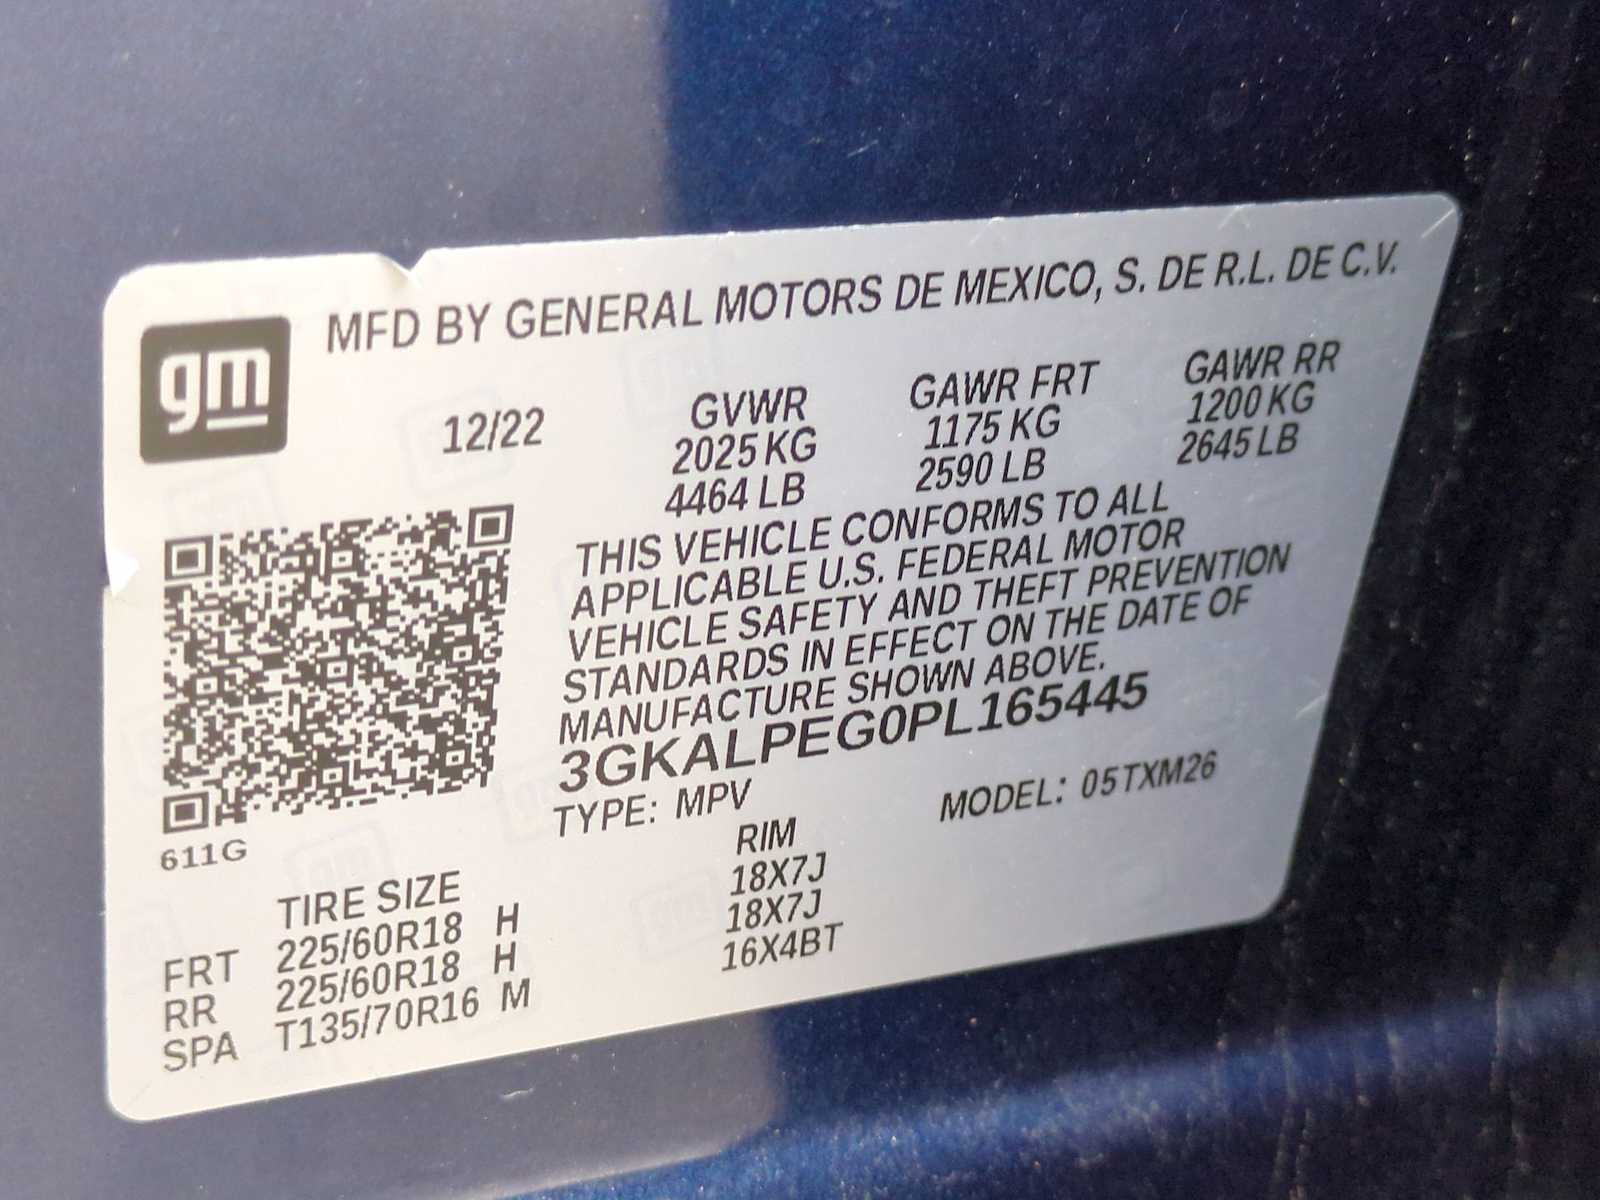 gm
MFD BY GENERAL MOTORS DE MEXICO, S. DE R.L. DE C.V.
12/22
GVWR GAWR FRT GAWR RR
2025 KG 1175 KG 1200 KG
4464 LB 2590 LB 2645 LB
THIS VEHICLE CONFORMS TO ALL
APPLICABLE U.S. FEDERAL MOTOR
VEHICLE SAFETY AND THEFT PREVENTION
STANDARDS IN EFFECT ON THE DATE OF
MANUFACTURE SHOWN ABOVE.
3GKALPEG0PL165445
TYPE: MPV MODEL: 05TXM26
611G
TIRE SIZE RIM
FRT 225/60R18 H 18X7J
RR 225/60R18 H 18X7J
SPA T135/70R16 M 16X4BT